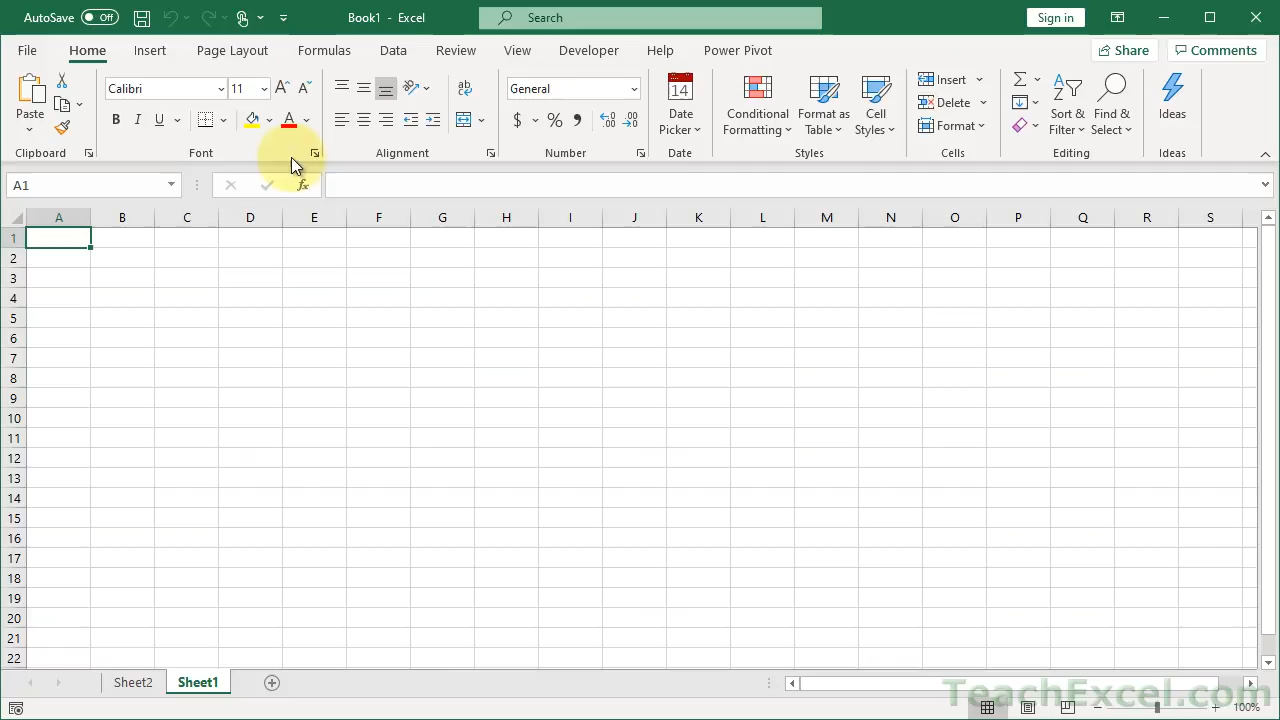 AutoSave Off Book1 - Excel Search Sign in
File Home Insert Page Layout Formulas Data Review View Developer Help Power Pivot Share Comments
Paste
Clipboard
Calibri 11
B I U A
Font
ab
Alignment
General
$ % 9
Number
14
Date
Picker
Date
Conditional
Formatting
Format as
Table
Cell
Styles
Styles
Insert
Delete
Format
Cells
Sort &
Filter
Find &
Select
Editing
Ideas
Ideas
A1 fx
A B C D E F G H I J K L M N O P Q R S
1
2
3
4
5
6
7
8
9
10
11
12
13
14
15
16
17
18
19
20
21
22
Sheet2 Sheet1
TeachExcel.com
100%